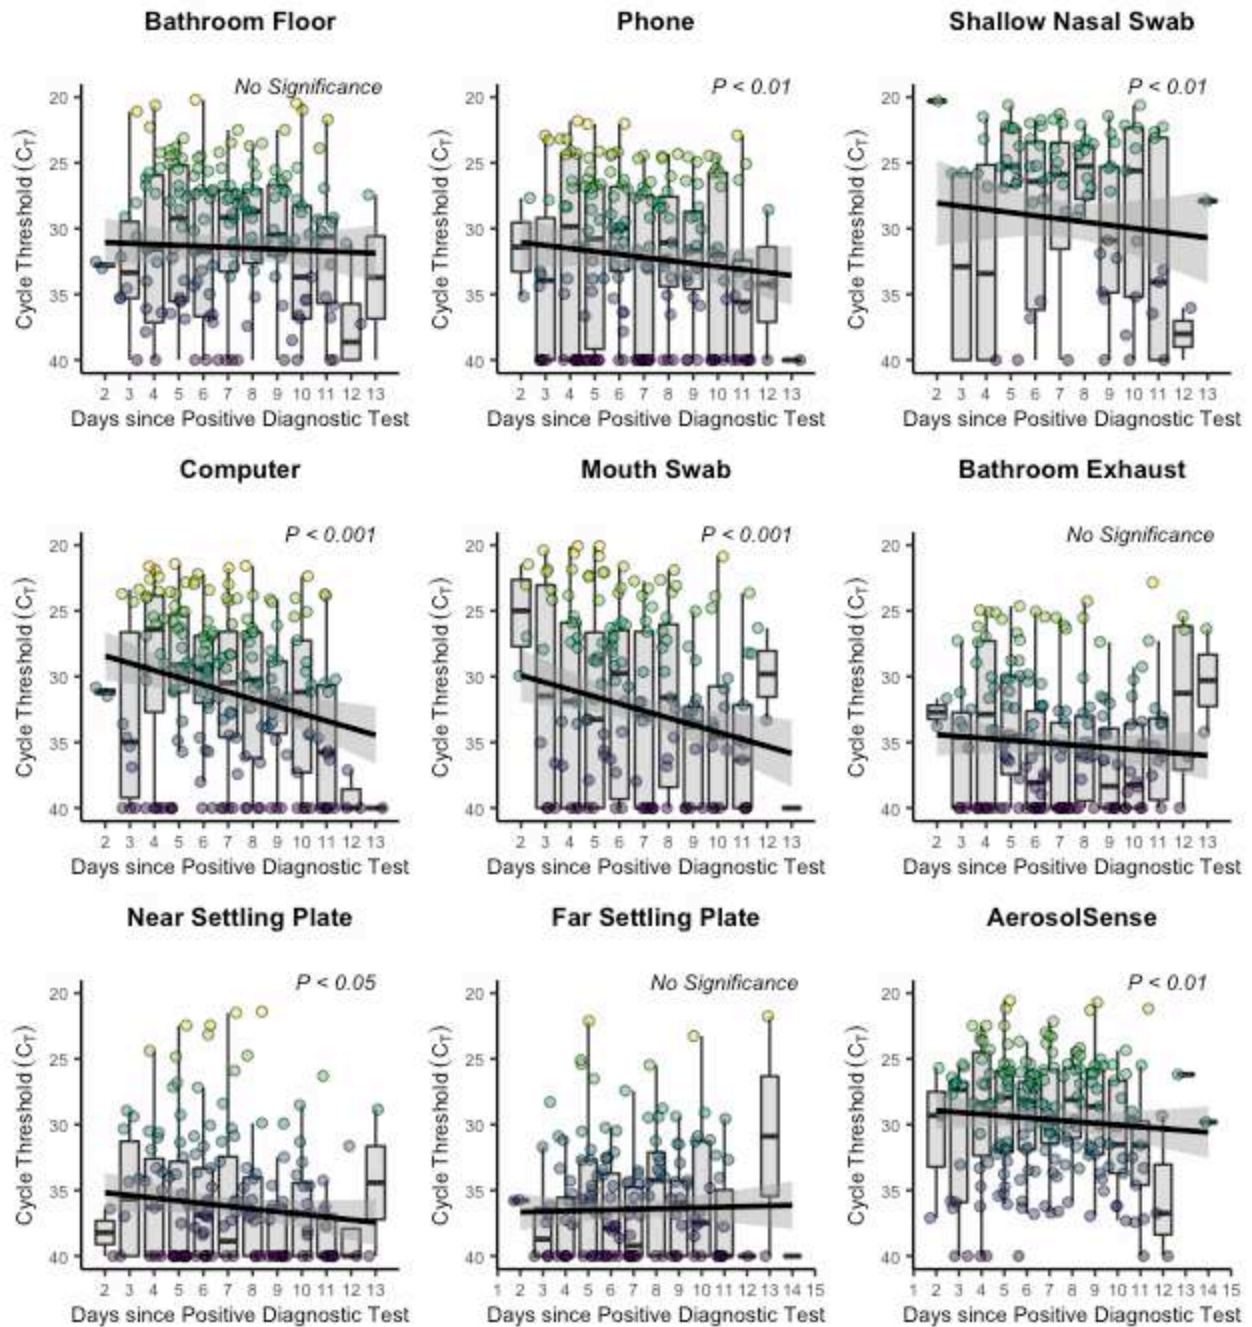 Bathroom Floor
No Significance
20
25
30
35
40
Cycle Threshold (CT)
2 3 4 5 6 7 8 9 10 11 12 13
Days since Positive Diagnostic Test
Phone
P < 0.01
20
25
30
35
40
Cycle Threshold (CT)
2 3 4 5 6 7 8 9 10 11 12 13
Days since Positive Diagnostic Test
Shallow Nasal Swab
P < 0.01
20
25
30
35
40
Cycle Threshold (CT)
2 3 4 5 6 7 8 9 10 11 12 13
Days since Positive Diagnostic Test
Computer
P < 0.001
20
25
30
35
40
Cycle Threshold (CT)
2 3 4 5 6 7 8 9 10 11 12 13
Days since Positive Diagnostic Test
Mouth Swab
P < 0.001
20
25
30
35
40
Cycle Threshold (CT)
2 3 4 5 6 7 8 9 10 11 12 13
Days since Positive Diagnostic Test
Bathroom Exhaust
No Significance
20
25
30
35
40
Cycle Threshold (CT)
2 3 4 5 6 7 8 9 10 11 12 13
Days since Positive Diagnostic Test
Near Settling Plate
P < 0.05
20
25
30
35
40
Cycle Threshold (CT)
2 3 4 5 6 7 8 9 10 11 12 13
Days since Positive Diagnostic Test
Far Settling Plate
No Significance
20
25
30
35
40
Cycle Threshold (CT)
1 2 3 4 5 6 7 8 9 10 11 12 13 14 15
Days since Positive Diagnostic Test
AerosolSense
P < 0.01
20
25
30
35
40
Cycle Threshold (CT)
1 2 3 4 5 6 7 8 9 10 11 12 13 14 15
Days since Positive Diagnostic Test